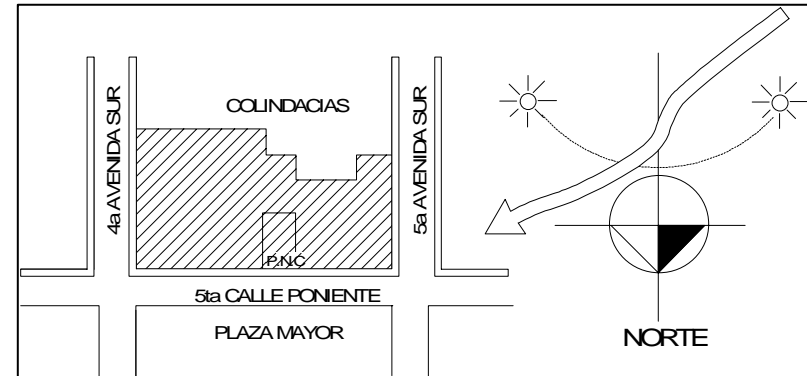 COLINDACIAS
4a AVENIDA SUR
5a AVENIDA SUR
P.N.C
5ta CALLE PONIENTE
PLAZA MAYOR
NORTE